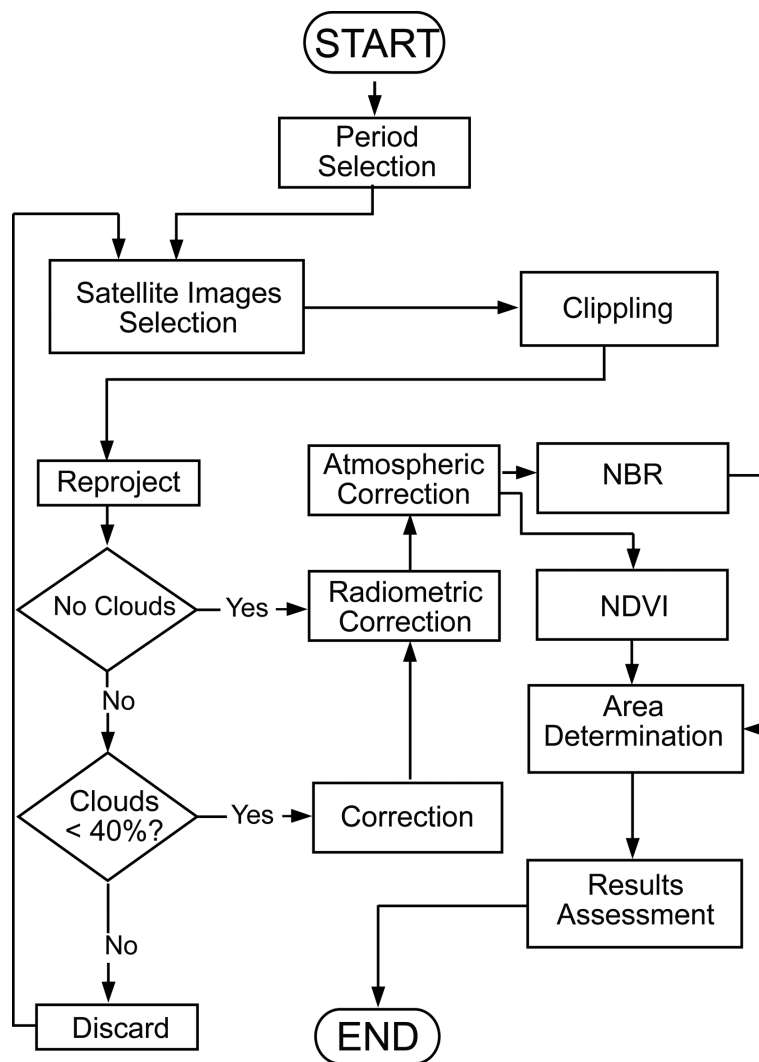 START
Period
Selection
Satellite Images
Selection
Clippling
Reproject
Atmospheric
Correction
NBR
No Clouds
Yes
Radiometric
Correction
NDVI
No
Area
Determination
Clouds
< 40%?
Yes
Correction
Results
Assessment
No
Discard
END